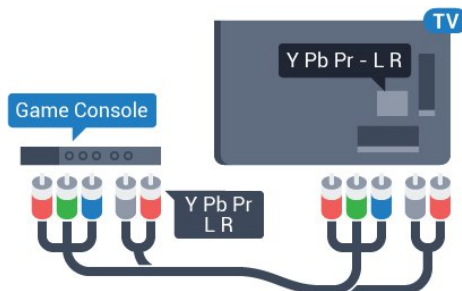 TV
Y Pb Pr - L R
Game Console
Y Pb Pr
L R